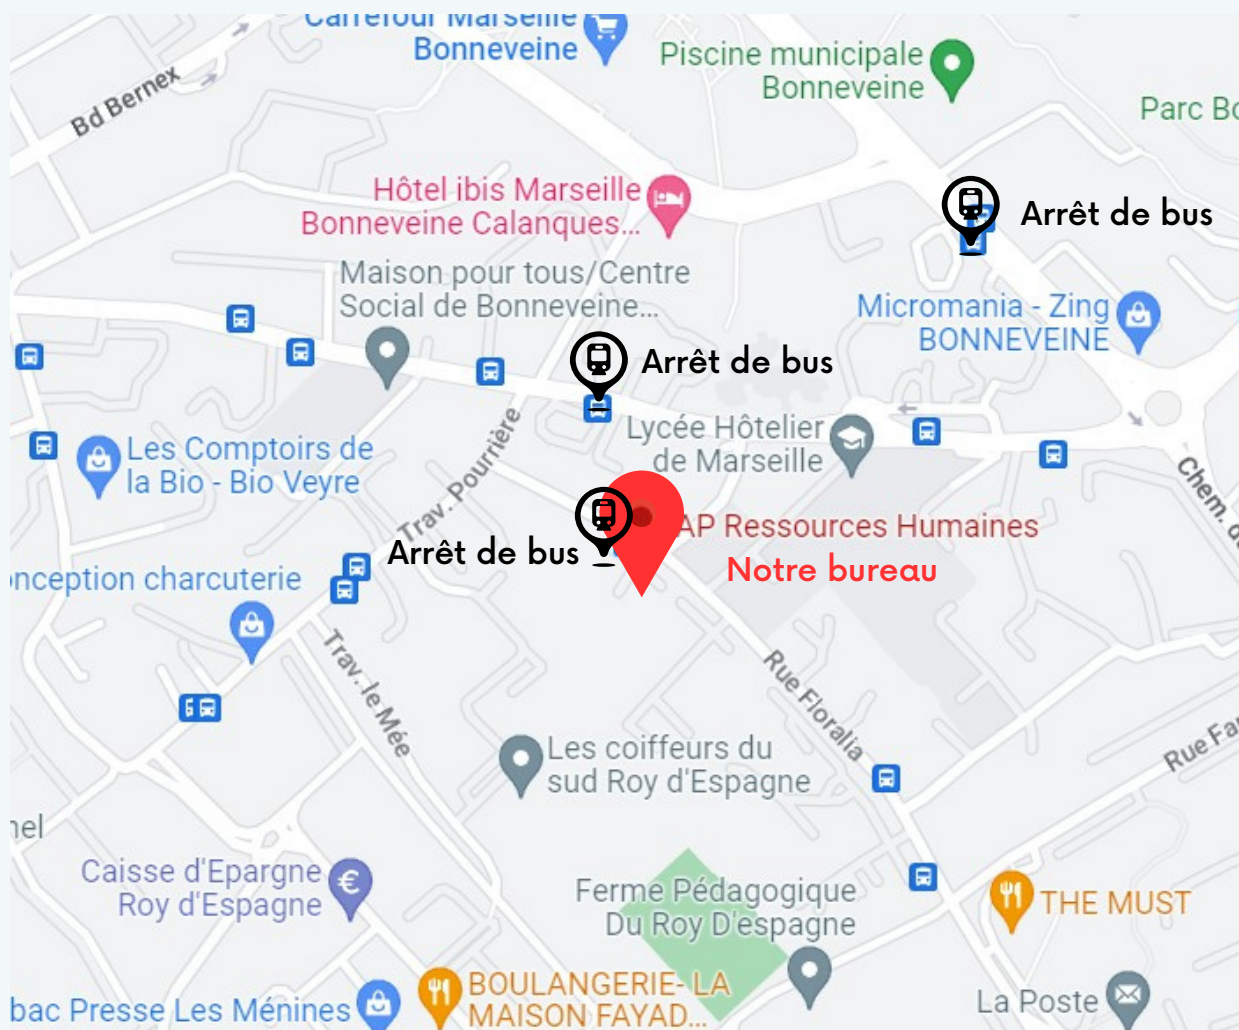 Carrefour Marseille
Bonneveine
Piscine municipale
Bonneveine
Bd Bernex
Parc
Hôtel ibis Marseille
Bonneveine Calanques...
Arrêt de bus
Maison pour tous/Centre
Social de Bonneveine...
Micromania - Zing
BONNEVEINE
Arrêt de bus
Lycée Hôtelier
de Marseille
Les Comptoirs de
la Bio - Bio Veyre
Trav. Pourrière
Chem.
AP Ressources Humaines
Arrêt de bus
Notre bureau
nception charcuterie
Trav. le Mée
Rue Floralia
Rue
Les coiffeurs du
sud Roy d'Espagne
nel
Caisse d'Epargne
Roy d'Espagne
Ferme Pédagogique
Du Roy D'espagne
THE MUST
BOULANGERIE- LA
MAISON FAYAD...
La Poste
bac Presse Les Ménines